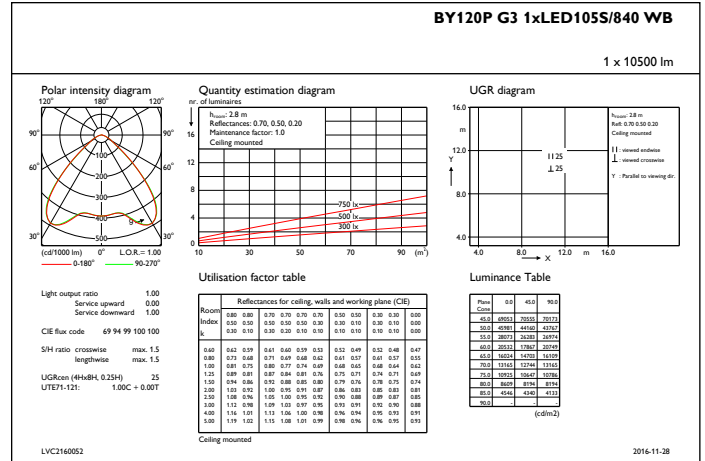 BY120P G3 1xLED105S/840 WB
1 x 10500 lm
Polar intensity diagram
120° 180° 120°
90° 90°
60° 60°
30° 30°
100
200
300
400
500
(cd/1000 lm) 0° L.O.R.= 1.00
0-180° 90-270°
Quantity estimation diagram
nr. of luminaires
hroom: 2.8 m
Reflectances: 0.70, 0.50, 0.20
Maintenance factor: 1.0
Ceiling mounted
16
12
8
4
0
750 lx
500 lx
300 lx
10 30 50 70 90 (m²)
UGR diagram
16.0
m
12.0
Y
8.0
4.0
25
25
4.0 8.0 12.0 m 16.0
X
hroom: 2.8 m
Refl: 0.70 0.50 0.20
Ceiling mounted
: viewed endwise
: viewed crosswise
Y : Parallel to viewing dir.
Light output ratio 1.00
Service upward 0.00
Service downward 1.00
CIE flux code 69 94 99 100 100
S/H ratio crosswise max. 1.5
lengthwise max. 1.5
UGRcen (4Hx8H, 0.25H) 25
UTE71-121: 1.00C + 0.00T
Utilisation factor table
Room Index k
Reflectances for ceiling, walls and working plane (CIE)
0.80 0.80 0.70 0.70 0.70 0.70 0.50 0.50 0.30 0.30 0.00
0.50 0.50 0.50 0.50 0.50 0.30 0.30 0.10 0.30 0.10 0.00
0.30 0.10 0.30 0.20 0.10 0.10 0.10 0.10 0.10 0.10 0.00
0.60 0.62 0.59 0.61 0.60 0.59 0.53 0.52 0.49 0.52 0.48 0.47
0.80 0.73 0.68 0.71 0.69 0.68 0.62 0.61 0.57 0.61 0.57 0.55
1.00 0.81 0.75 0.80 0.77 0.74 0.69 0.68 0.65 0.68 0.64 0.62
1.25 0.89 0.81 0.87 0.84 0.81 0.76 0.75 0.71 0.74 0.71 0.69
1.50 0.94 0.86 0.92 0.88 0.85 0.80 0.79 0.76 0.78 0.75 0.74
2.00 1.03 0.92 1.00 0.95 0.91 0.87 0.86 0.83 0.85 0.83 0.81
2.50 1.08 0.96 1.05 1.00 0.95 0.92 0.90 0.88 0.89 0.87 0.85
3.00 1.12 0.98 1.09 1.03 0.97 0.95 0.93 0.91 0.92 0.90 0.88
4.00 1.16 1.01 1.13 1.06 1.00 0.98 0.96 0.94 0.95 0.93 0.91
5.00 1.19 1.02 1.15 1.08 1.01 0.99 0.98 0.96 0.96 0.95 0.93
Ceiling mounted
Luminance Table
Plane Cone 0.0 45.0 90.0
45.0 69053 70555 70173
50.0 45981 44160 43767
55.0 28073 26283 26974
60.0 20532 17867 20749
65.0 16024 14703 16109
70.0 13165 12744 13165
75.0 10925 10647 10786
80.0 8609 8194 8194
85.0 4546 4340 4133
90.0 - - -
(cd/m2)
LVC2160052
2016-11-28